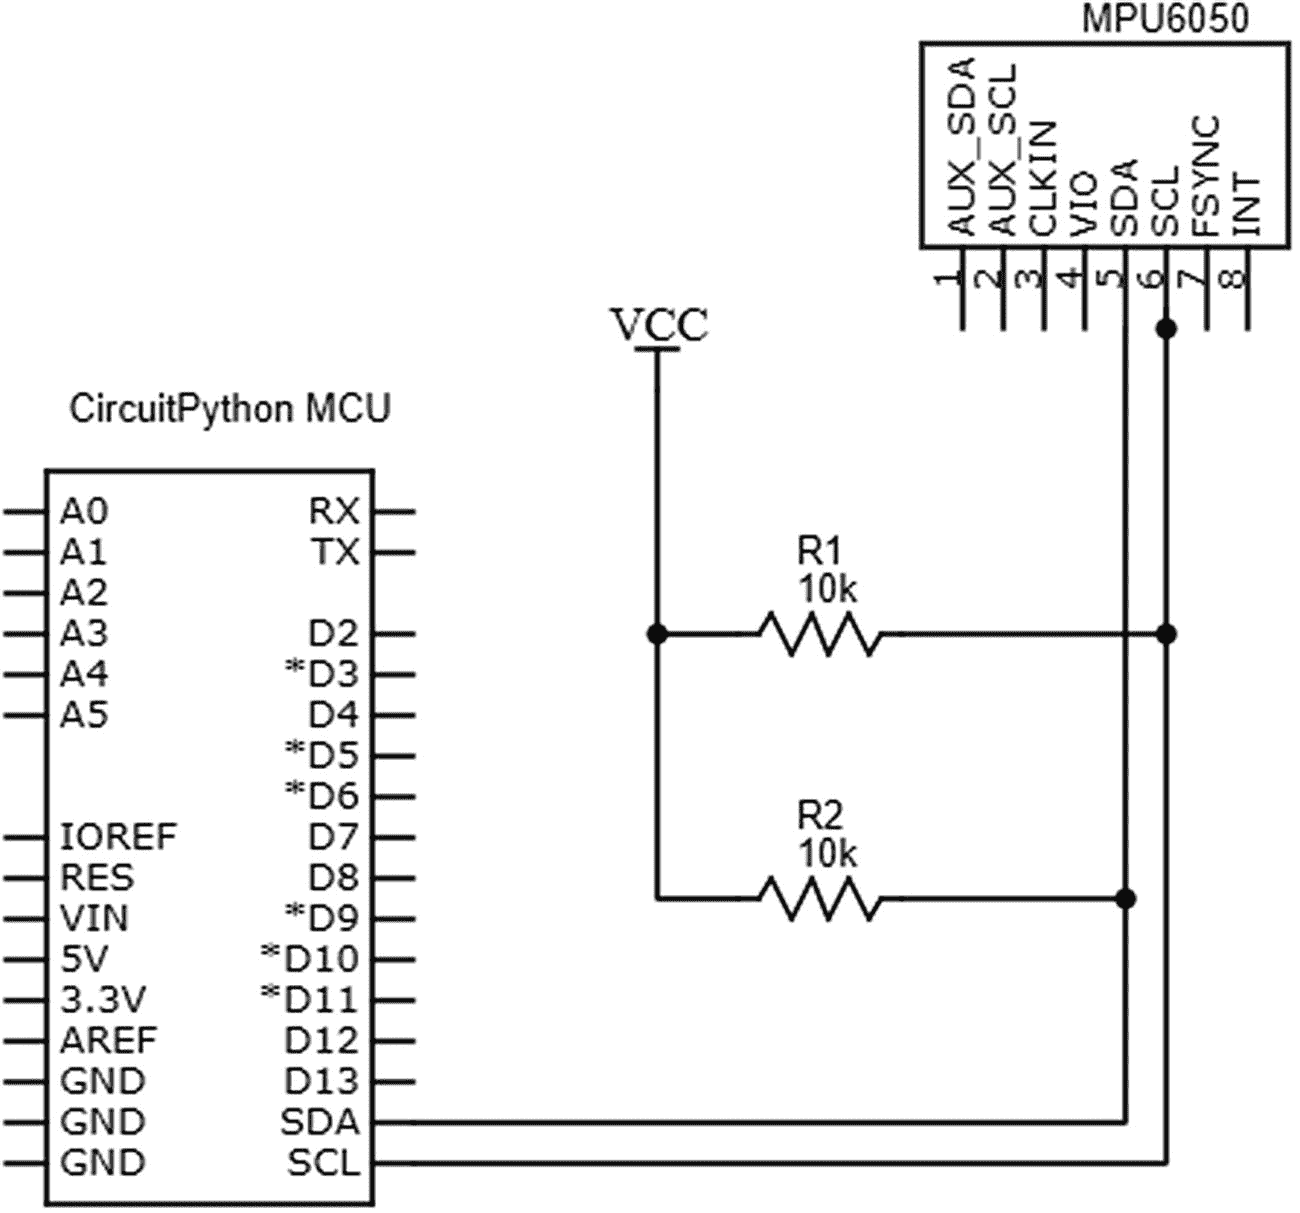 MPU6050
AUX_SDA
AUX_SCL
CLKIN
VIO
SDA
SCL
FSYNC
INT
1
2
3
4
5
6
7
8
VCC
CircuitPython MCU
R1
10k
R2
10k
A0
A1
A2
A3
A4
A5
IOREF
RES
VIN
5V
3.3V
AREF
GND
GND
GND
RX
TX
D2
*D3
D4
*D5
*D6
D7
D8
*D9
*D10
*D11
D12
D13
SDA
SCL